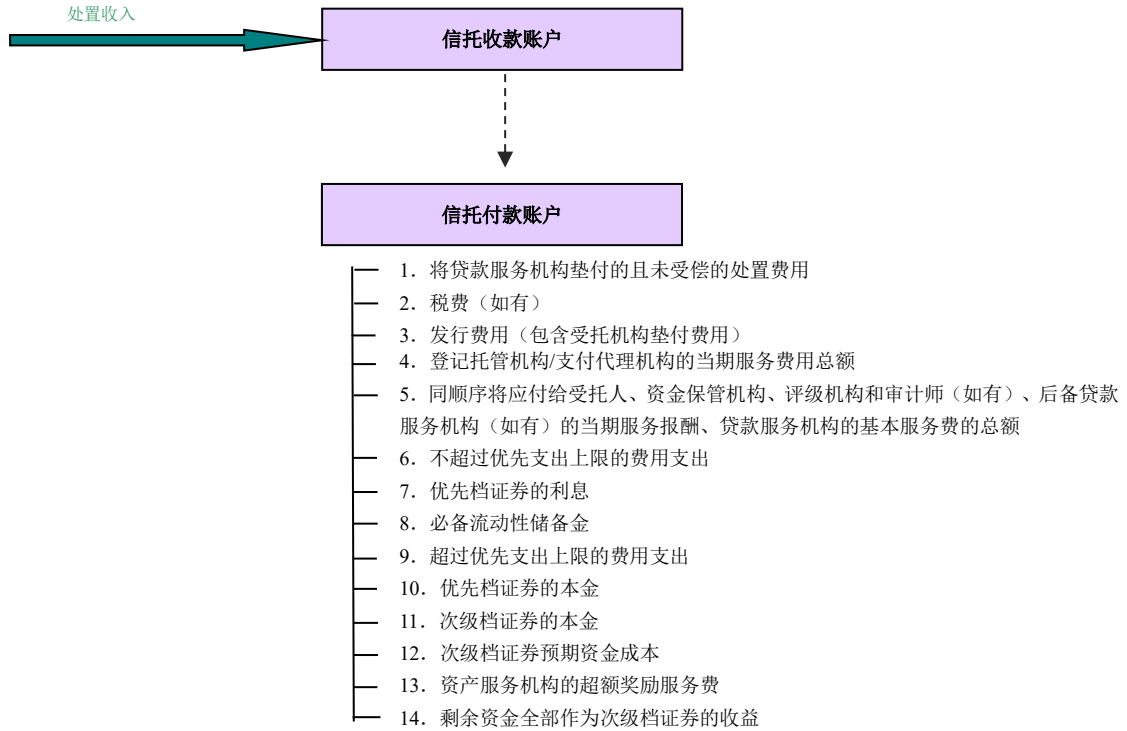 处置收入
信托收款账户
信托付款账户
1. 将贷款服务机构垫付的且未受偿的处置费用
2. 税费（如有）
3. 发行费用（包含受托机构垫付费用）
4. 登记托管机构/支付代理机构的当期服务费用总额
5. 同顺序将应付给受托人、资金保管机构、评级机构和审计师（如有）、后备贷款
服务机构（如有）的当期服务报酬、贷款服务机构的基本服务费的总额
6. 不超过优先支出上限的费用支出
7. 优先档证券的利息
8. 必备流动性储备金
9. 超过优先支出上限的费用支出
10. 优先档证券的本金
11. 次级档证券的本金
12. 次级档证券预期资金成本
13. 资产服务机构的超额奖励服务费
14. 剩余资金全部作为次级档证券的收益